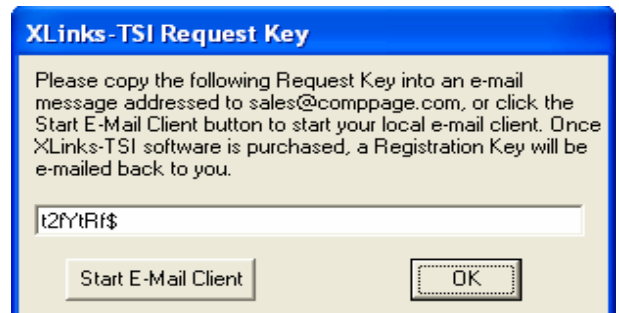 XLinks-TSI Request Key
Please copy the following Request Key into an e-mail
message addressed to sales@comppage.com, or click the
Start E-Mail Client button to start your local e-mail client. Once
XLinks-TSI software is purchased, a Registration Key will be
e-mailed back to you.
t2fYtRf$
Start E-Mail Client
OK